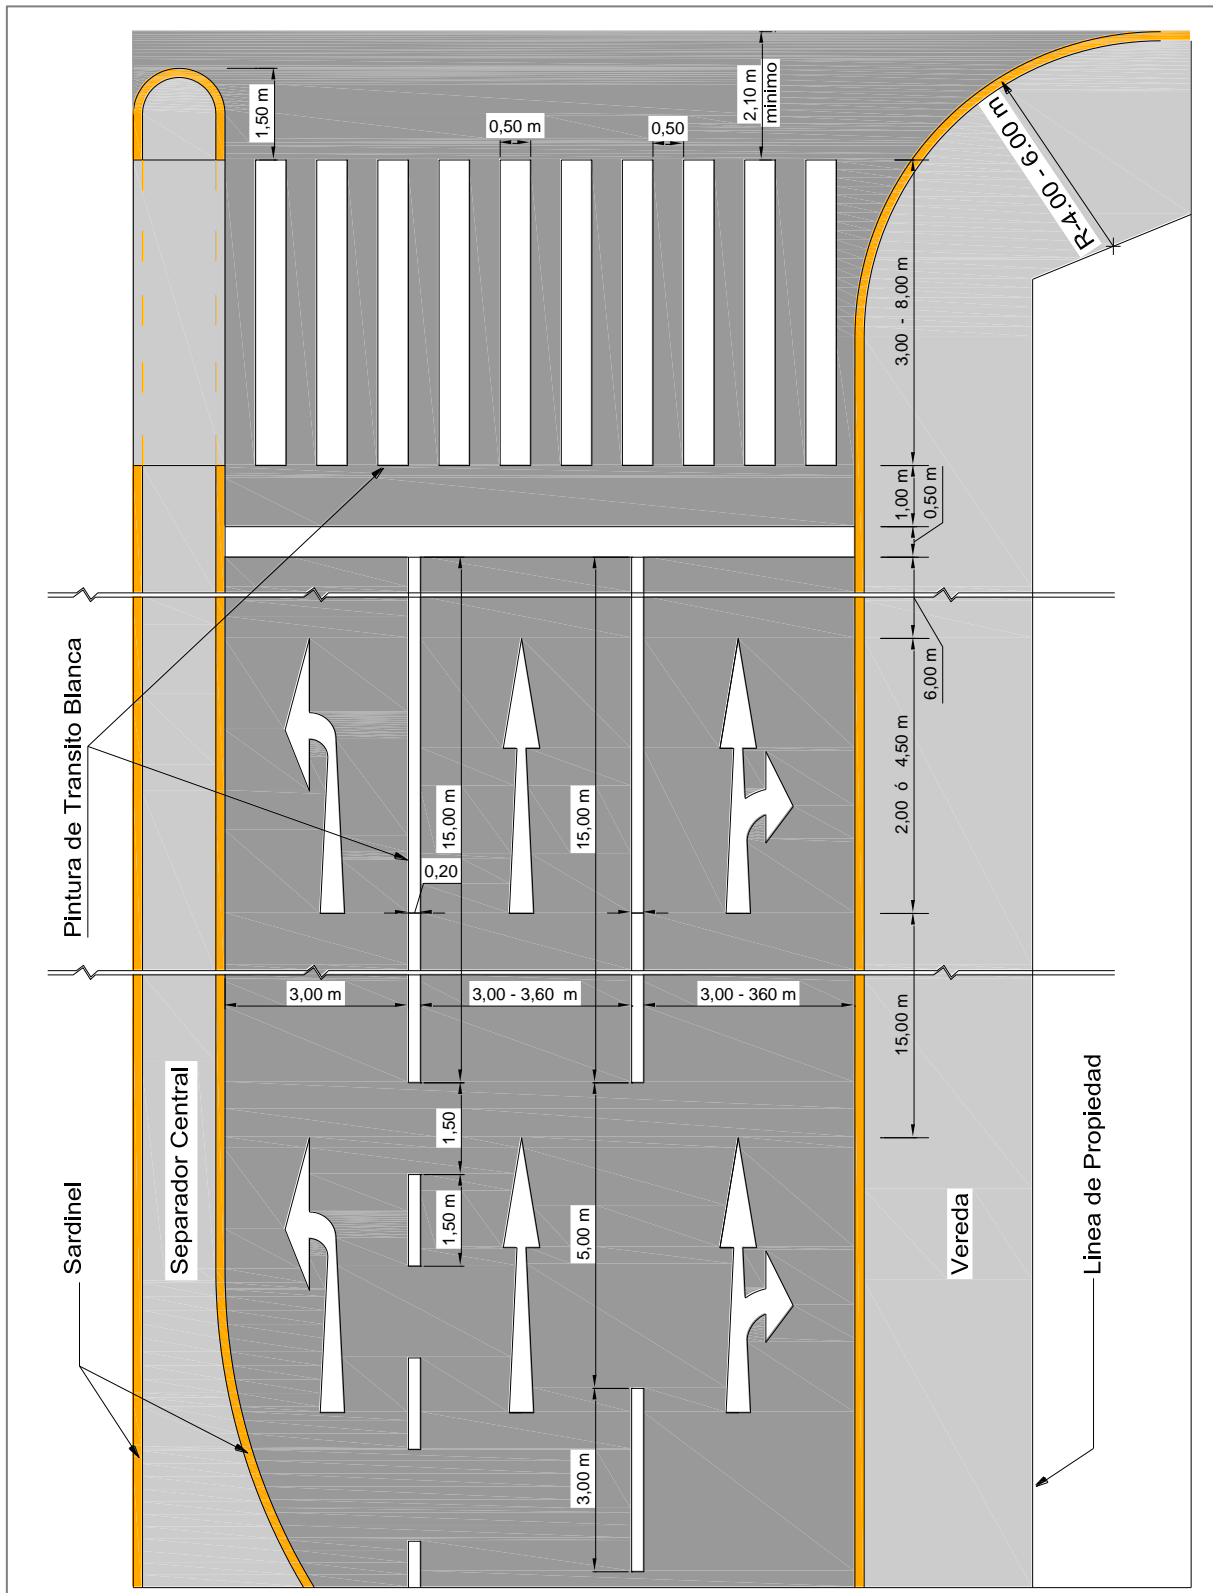 1,50 m
2,10 m
minimo
0,50 m
0,50
R-4.00 - 6.00 m
3,00 - 8,00 m
1,00 m
0,50 m
Pintura de Transito Blanca
6,00 m
2,00 ó 4,50 m
15,00 m
15,00 m
0,20
3,00 m
3,00 - 3,60 m
3,00 - 360 m
15,00 m
Separador Central
1,50
1,50 m
5,00 m
Sardinel
Vereda
Linea de Propiedad
3,00 m